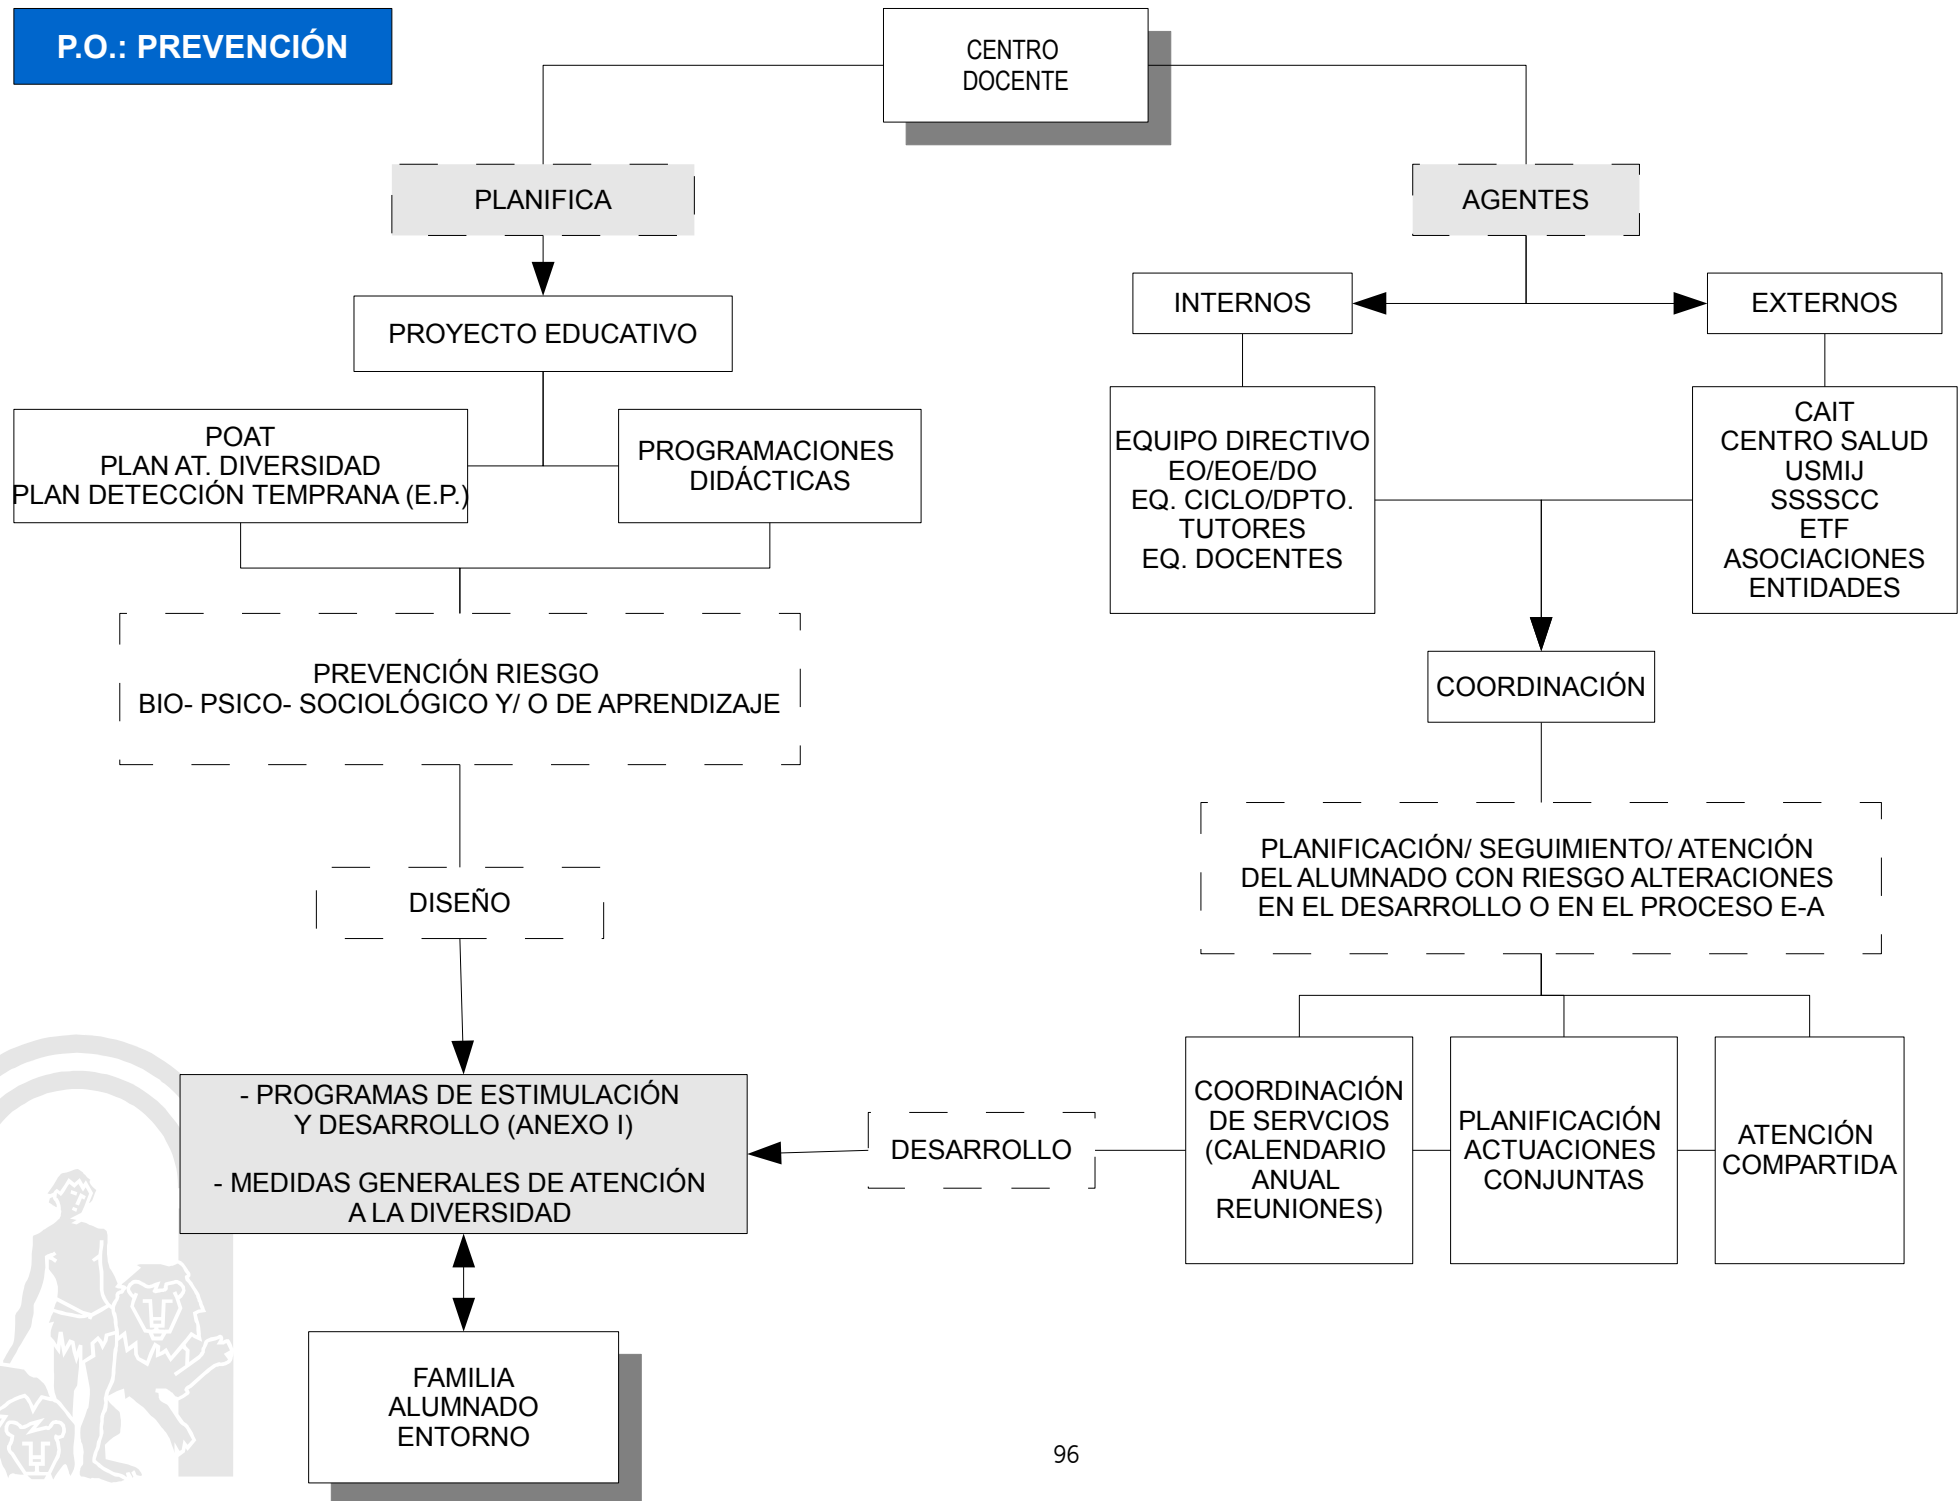 P.O.: PREVENCIÓN
CENTRO
DOCENTE
PLANIFICA
AGENTES
PROYECTO EDUCATIVO
INTERNOS
EXTERNOS
POAT
PLAN AT. DIVERSIDAD
PLAN DETECCIÓN TEMPRANA (E.P.)
PROGRAMACIONES
DIDÁCTICAS
EQUIPO DIRECTIVO
EO/EOE/DO
EQ. CICLO/DPTO.
TUTORES
EQ. DOCENTES
CAIT
CENTRO SALUD
USMIJ
SSSSCC
ETF
ASOCIACIONES
ENTIDADES
PREVENCIÓN RIESGO
BIO- PSICO- SOCIOLÓGICO Y/ O DE APRENDIZAJE
COORDINACIÓN
DISEÑO
PLANIFICACIÓN/ SEGUIMIENTO/ ATENCIÓN
DEL ALUMNADO CON RIESGO ALTERACIONES
EN EL DESARROLLO O EN EL PROCESO E-A
- PROGRAMAS DE ESTIMULACIÓN
Y DESARROLLO (ANEXO I)
- MEDIDAS GENERALES DE ATENCIÓN
A LA DIVERSIDAD
DESARROLLO
COORDINACIÓN
DE SERVCIOS
(CALENDARIO
ANUAL
REUNIONES)
PLANIFICACIÓN
ACTUACIONES
CONJUNTAS
ATENCIÓN
COMPARTIDA
FAMILIA
ALUMNADO
ENTORNO
96